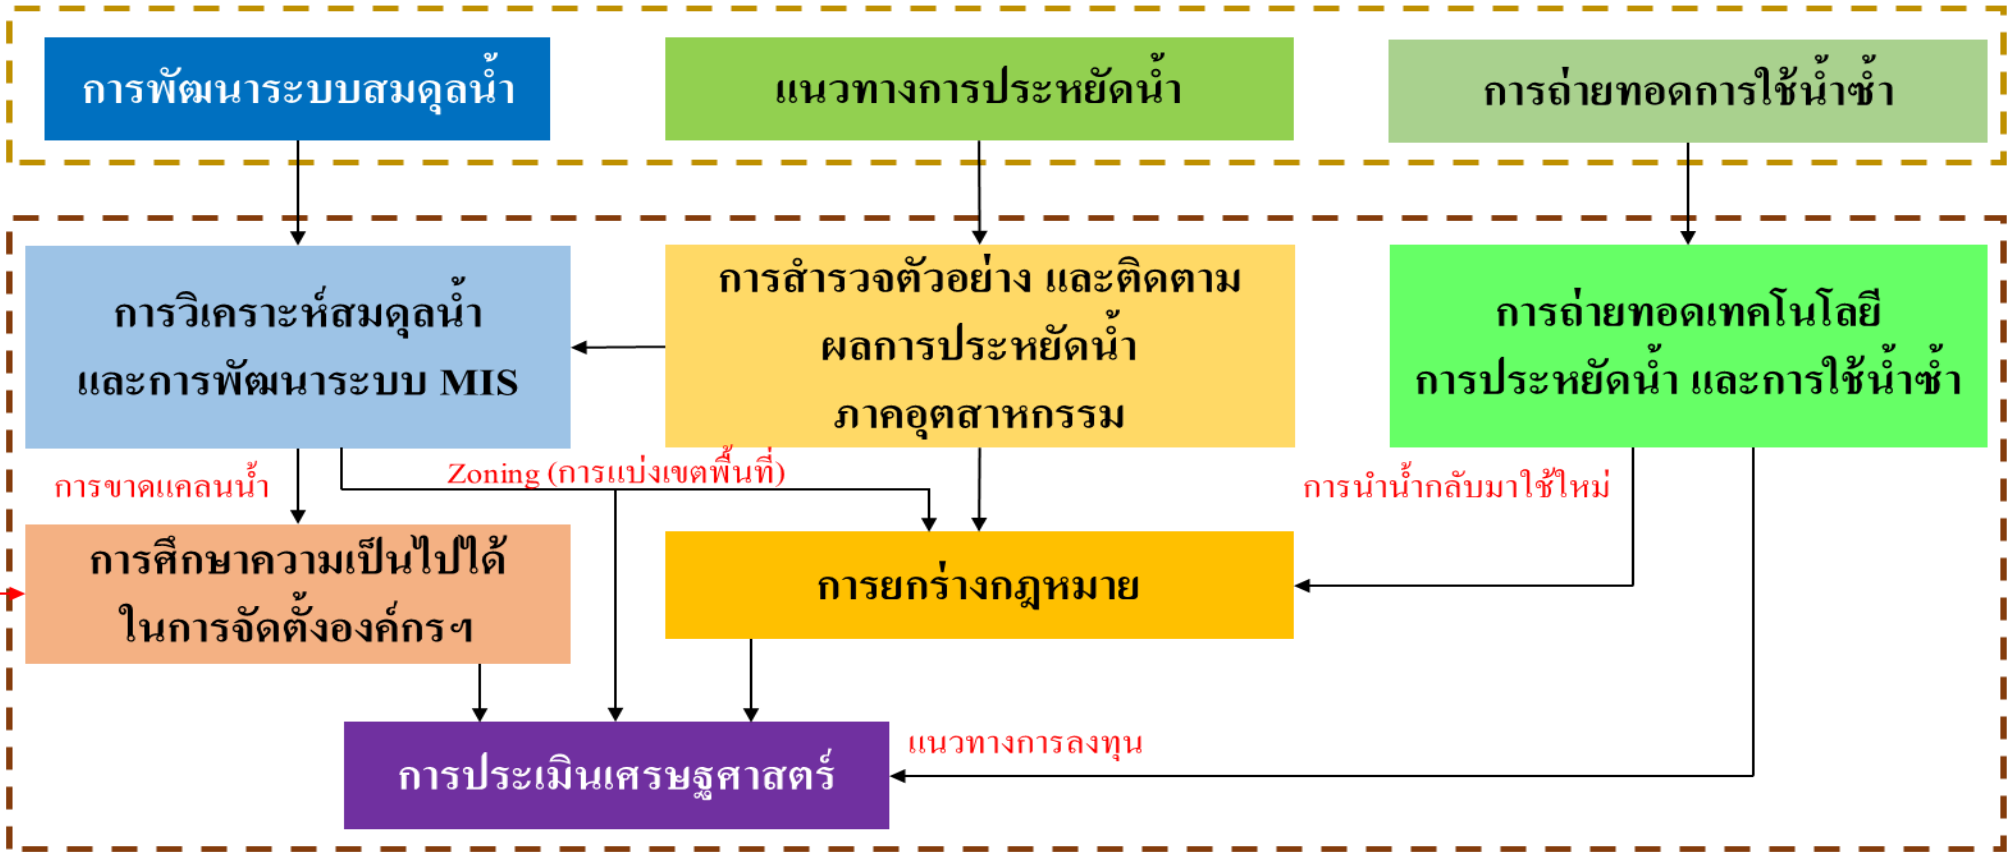 การพัฒนาระบบสมดุลน้ำ
แนวทางการประหยัดน้ำ
การถ่ายทอดการใช้น้ำซ้ำ
การวิเคราะห์สมดุลน้ำ
และการพัฒนาระบบ MIS
การสำรวจตัวอย่าง และติดตาม
ผลการประหยัดน้ำ
ภาคอุตสาหกรรม
การถ่ายทอดเทคโนโลยี
การประหยัดน้ำ และการใช้น้ำซ้ำ
การขาดแคลนน้ำ
Zoning (การแบ่งเขตพื้นที่)
การนำน้ำกลับมาใช้ใหม่
การศึกษาความเป็นไปได้
ในการจัดตั้งองค์กรฯ
การยกร่างกฎหมาย
แนวทางการลงทุน
การประเมินเศรษฐศาสตร์